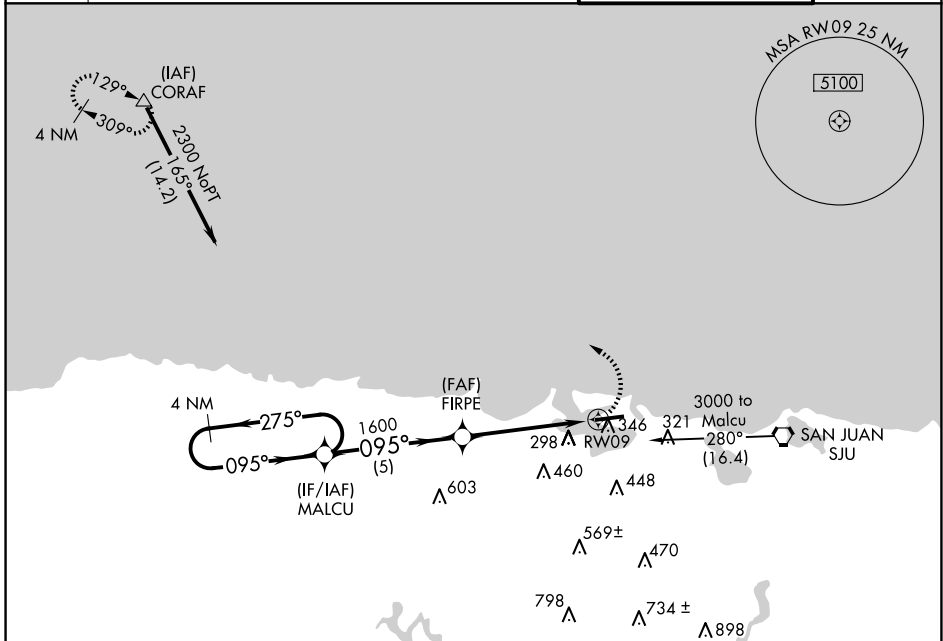 MSA RW09 25 NM
5100
(IAF)
CORAF
129°
309°
4 NM
2300 NoPT
165°
(14.2)
4 NM
275°
095°
(IF/IAF)
MALCU
1600
095°
(5)
(FAF)
FIRPE
603
298
RW09
346
321
3000 to
Malcu
280°
(16.4)
SAN JUAN
SJU
460
448
569±
470
798
734 ±
898